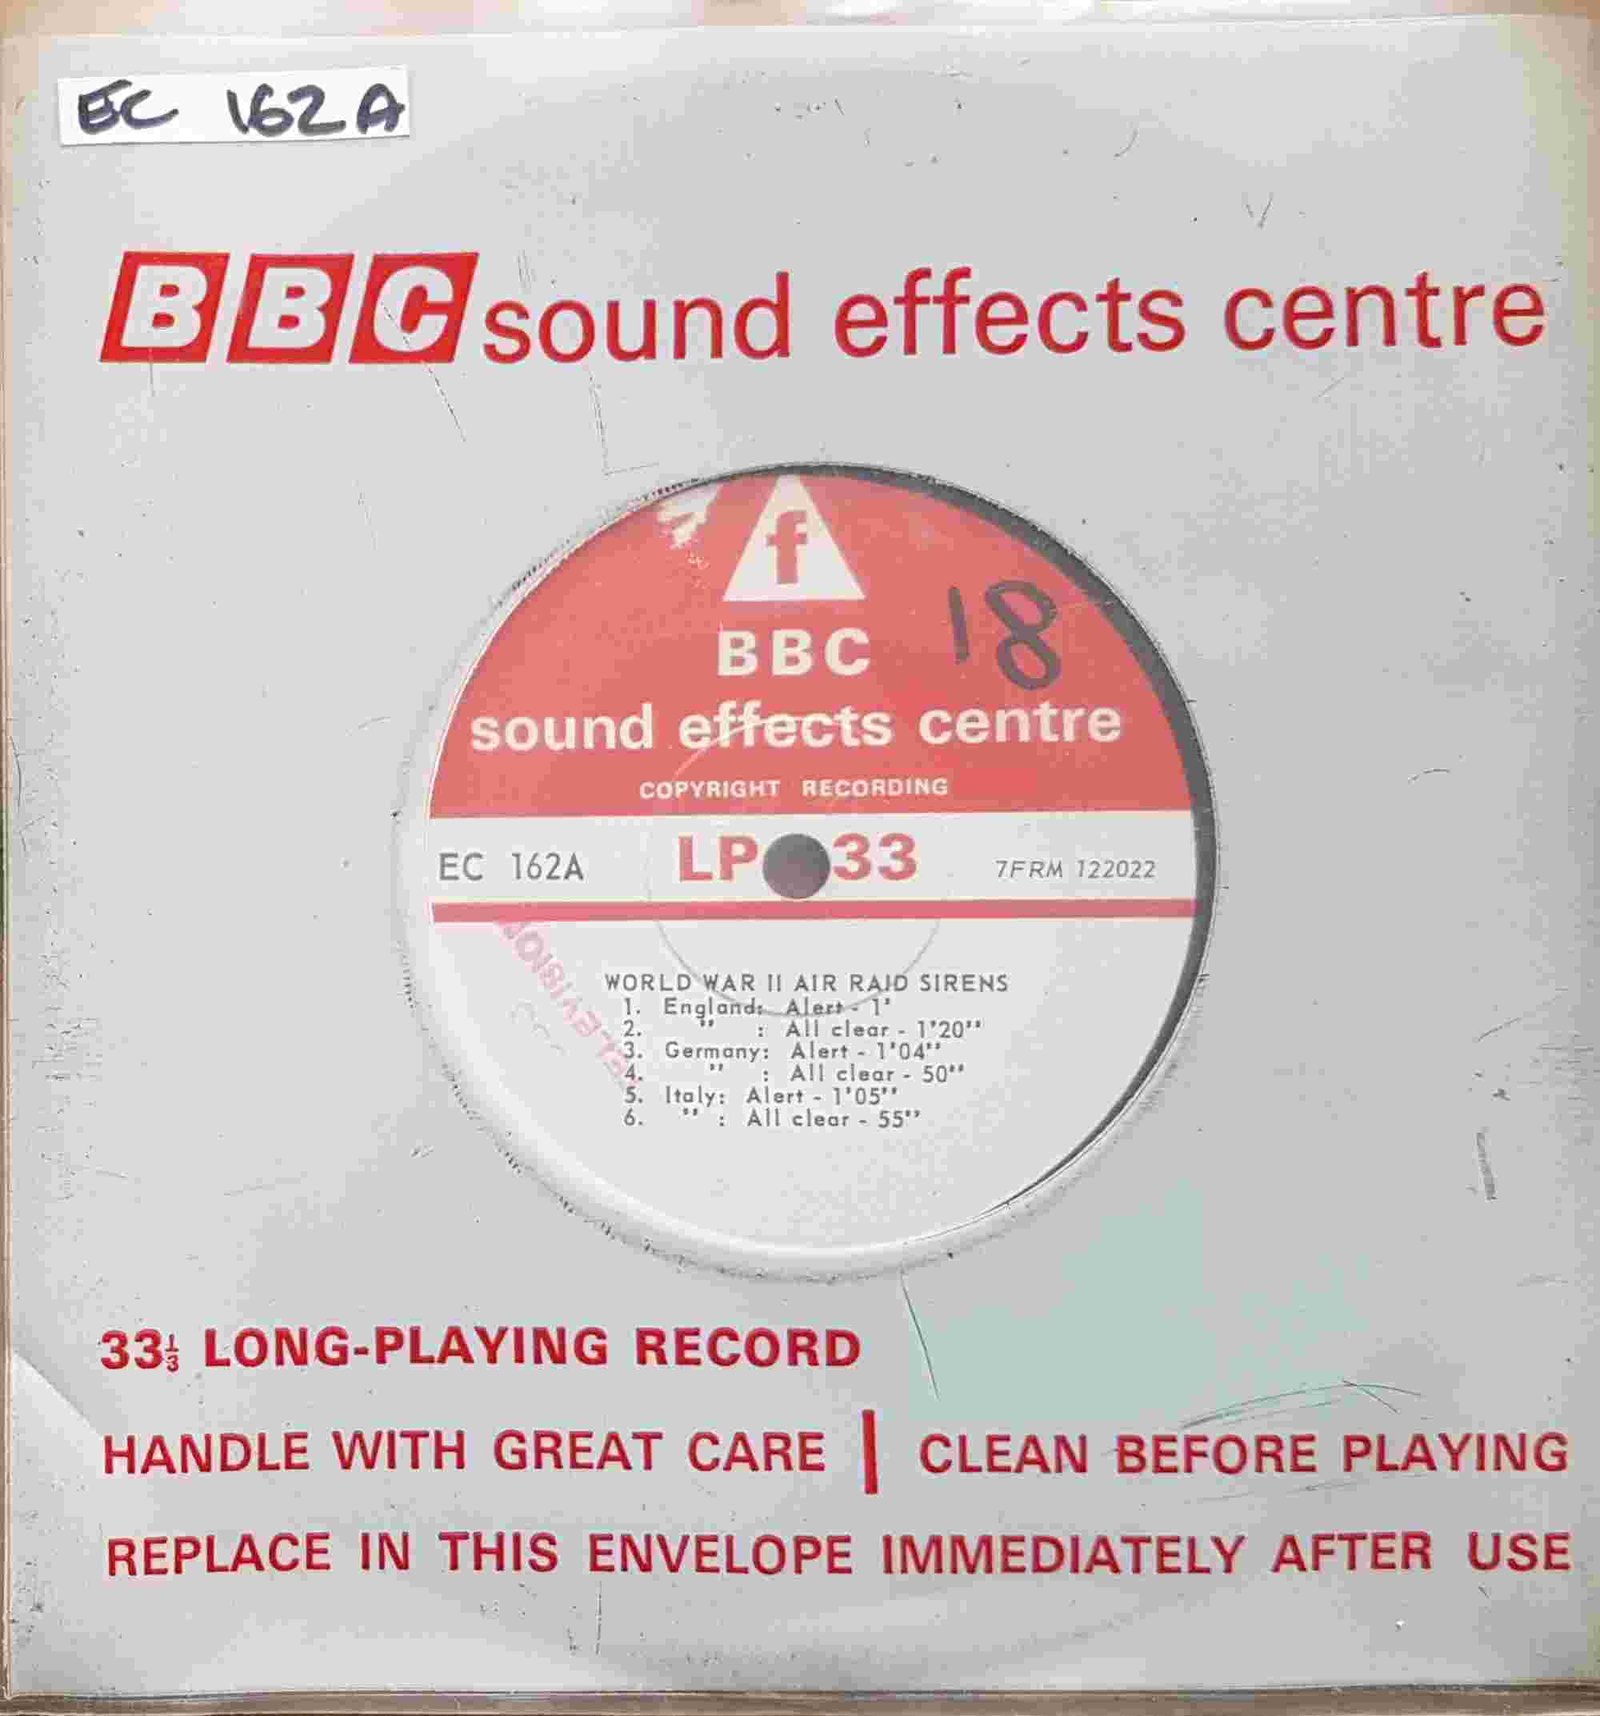 EC 162A
BBC sound effects centre
f
18
BBC
sound effects centre
COPYRIGHT RECORDING
EC 162A LP 33 7FRM 122022
WORLD WAR II AIR RAID SIRENS
1. England: Alert - 1'
2. " : All clear - 1'20"
3. Germany: Alert - 1'04"
4. " : All clear - 50"
5. Italy: Alert - 1'05"
6. " : All clear - 55"
33⅓ LONG-PLAYING RECORD
HANDLE WITH GREAT CARE | CLEAN BEFORE PLAYING
REPLACE IN THIS ENVELOPE IMMEDIATELY AFTER USE